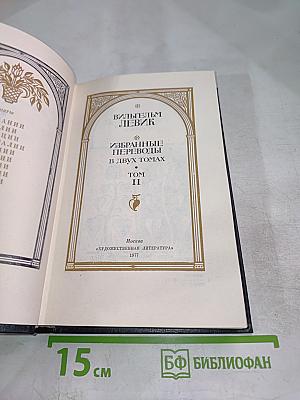 ВИЛЬГЕЛЬМ
ЛЕВИК
ИЗБРАННЫЕ
ПЕРЕВОДЫ
В ДВУХ ТОМАХ
ТОМ
II
Москва
«ХУДОЖЕСТВЕННАЯ ЛИТЕРАТУРА»
1977
15 см
БФ БИБЛИОФАН